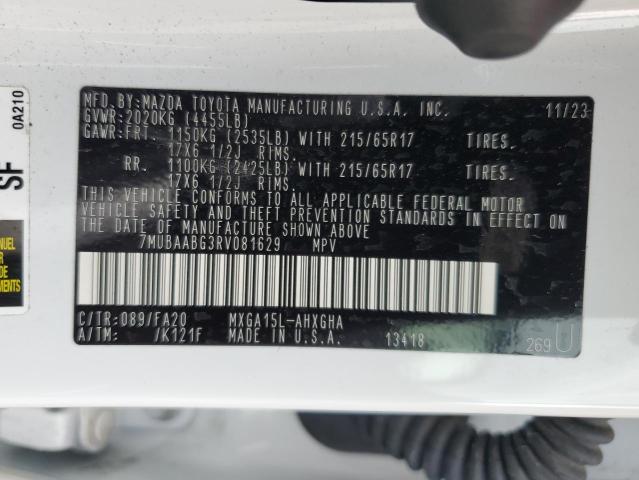 MFD.BY:MAZDA TOYOTA MANUFACTURING U.S.A. INC. 11/23
GVWR:2020KG (4455LB)
GAWR:FRT. 1150KG (2535LB) WITH 215/65R17 TIRES.
17X6 1/2J RIMS.
RR. 1100KG (2425LB) WITH 215/65R17 TIRES.
17X6 1/2J RIMS.
THIS VEHICLE CONFORMS TO ALL APPLICABLE FEDERAL MOTOR
VEHICLE SAFETY AND THEFT PREVENTION STANDARDS IN EFFECT ON
THE DATE OF MANUFACTURE SHOWN ABOVE.
7MUBAABG3RV081629 MPV
C/TR:089/FA20 MXGA15L-AHXGHA
A/TM: /K121F 13418 269 U
0A210
SF